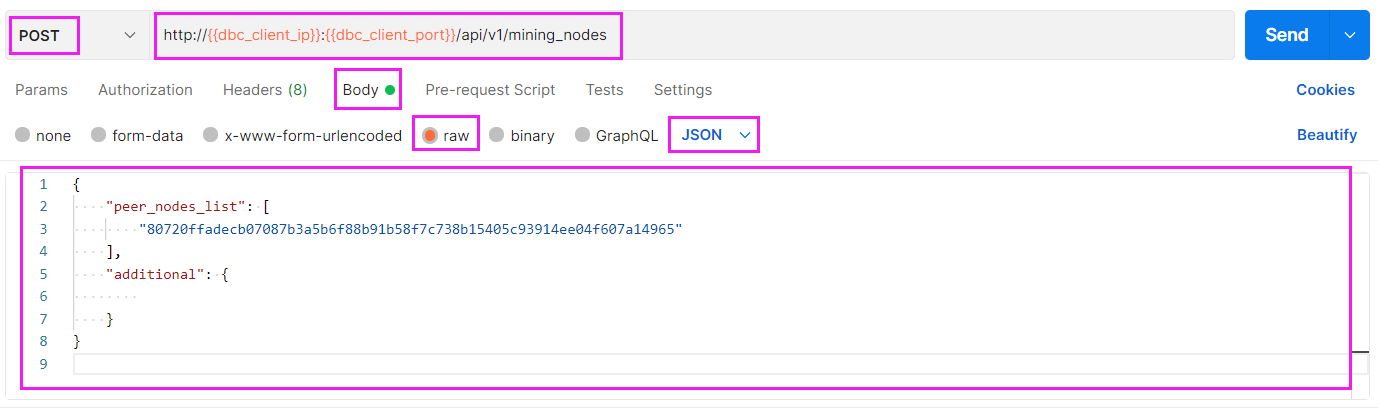 POST http://{{dbc_client_ip}}:{{dbc_client_port}}/api/v1/mining_nodes Send
Params Authorization Headers (8) Body Pre-request Script Tests Settings Cookies
none form-data x-www-form-urlencoded raw binary GraphQL JSON Beautify
1 {
2 "peer_nodes_list": [
3 "80720ffadecb07087b3a5b6f88b91b58f7c738b15405c93914ee04f607a14965"
4 ],
5 "additional": {
6
7 }
8 }
9